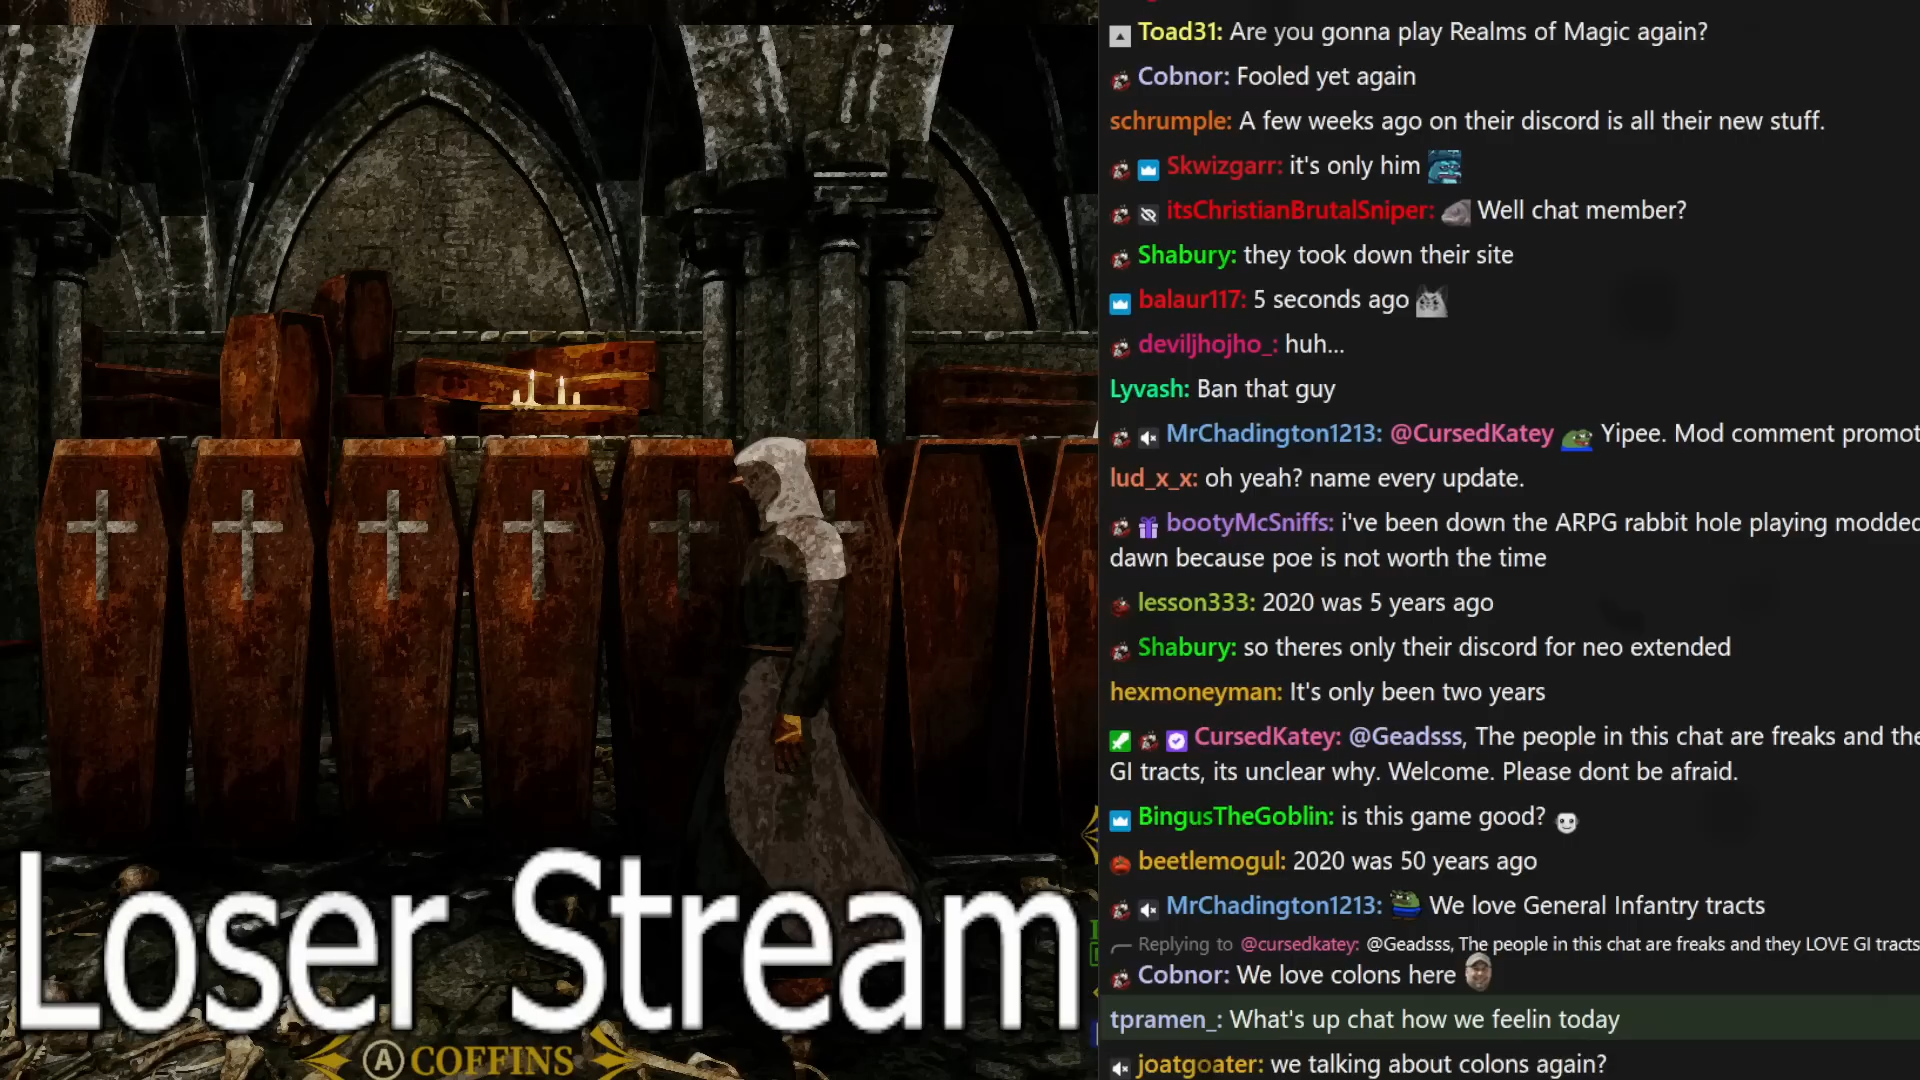 Toad31: Are you gonna play Realms of Magic again?
Cobnor: Fooled yet again
schrumple: A few weeks ago on their discord is all their new stuff.
Skwizgarr: it's only him
itsChristianBrutalSniper: Well chat member?
Shabury: they took down their site
balaur117: 5 seconds ago
deviljhojho_: huh...
Lyvash: Ban that guy
MrChadington1213: @CursedKatey Yipee. Mod comment promot
lud_x_x: oh yeah? name every update.
bootyMcSniffs: i've been down the ARPG rabbit hole playing modded
dawn because poe is not worth the time
lesson333: 2020 was 5 years ago
Shabury: so theres only their discord for neo extended
hexmoneyman: It's only been two years
CursedKatey: @Geadsss, The people in this chat are freaks and the
GI tracts, its unclear why. Welcome. Please dont be afraid.
BingusTheGoblin: is this game good?
beetlemogul: 2020 was 50 years ago
MrChadington1213: We love General Infantry tracts
Replying to @cursedkatey: @Geadsss, The people in this chat are freaks and they LOVE GI tracts
Cobnor: We love colons here
tpramen_: What's up chat how we feelin today
joatgoater: we talking about colons again?
Loser Stream
A COFFINS